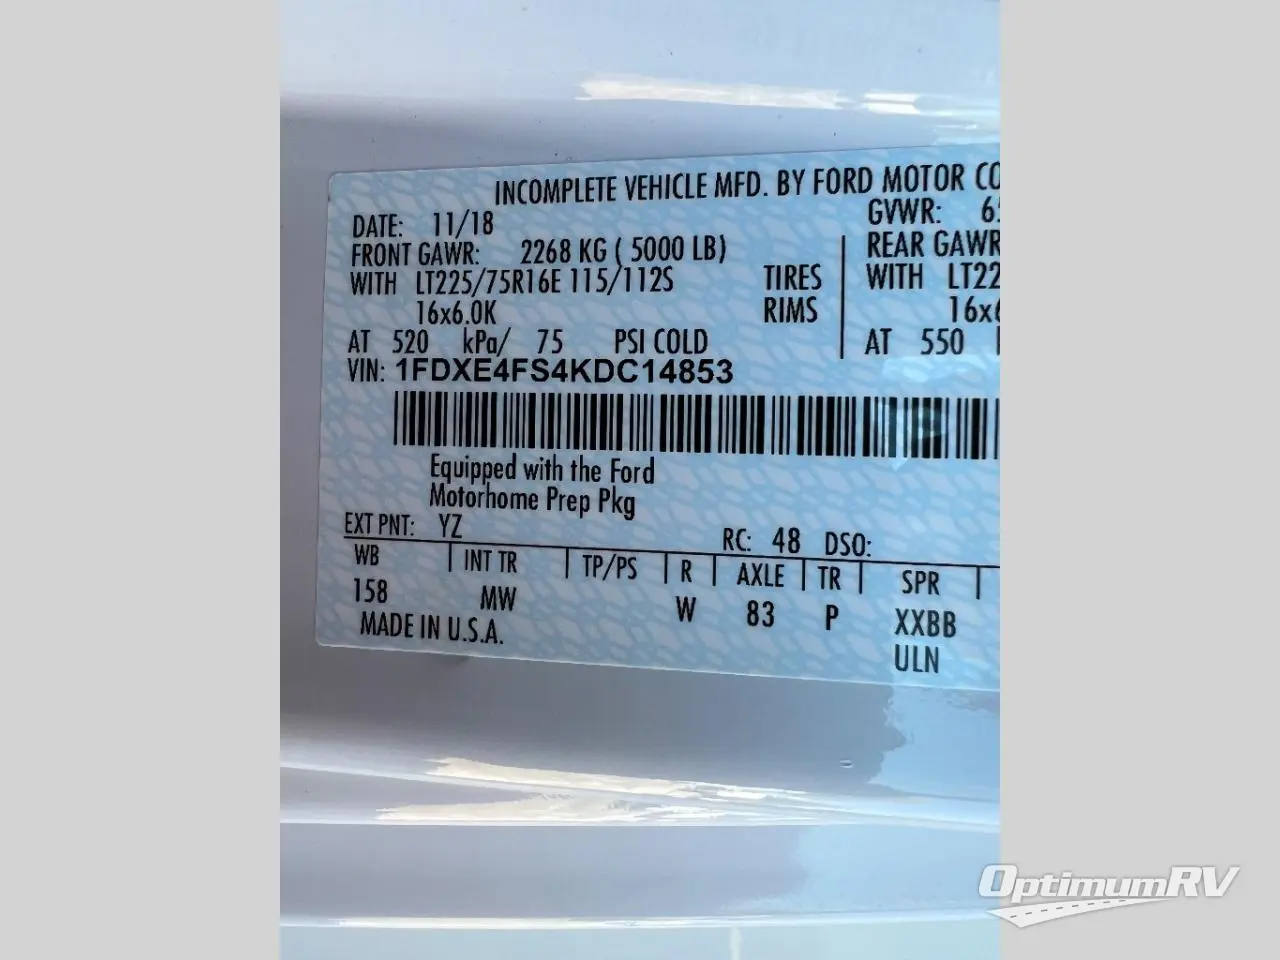 INCOMPLETE VEHICLE MFD. BY FORD MOTOR CO
DATE: 11/18
GVWR: 65
FRONT GAWR: 2268 KG ( 5000 LB)
REAR GAWR
WITH LT225/75R16E 115/112S TIRES
WITH LT22
16x6.0K RIMS
16x6
AT 520 kPa/ 75 PSI COLD
AT 550
VIN: 1FDXE4FS4KDC14853
Equipped with the Ford
Motorhome Prep Pkg
EXT PNT: YZ RC: 48 DSO:
WB INT TR TP/PS R AXLE TR SPR
158 MW W 83 P XXBB
ULN
MADE IN U.S.A.
OptimumRV